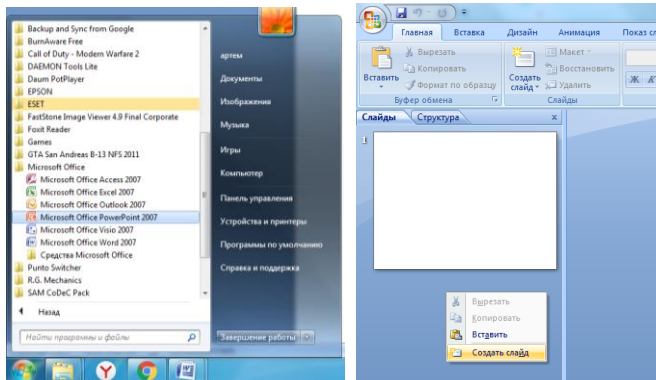 Backup and Sync from Google
BurnAware Free
Call of Duty - Modern Warfare 2
DAEMON Tools Lite
Daum PotPlayer
EPSON
ESET
FastStone Image Viewer 4.9 Final Corporate
Foxit Reader
Games
GTA San Andreas B-13 NFS 2011
Microsoft Office
Microsoft Office Access 2007
Microsoft Office Excel 2007
Microsoft Office Outlook 2007
Microsoft Office PowerPoint 2007
Microsoft Office Visio 2007
Microsoft Office Word 2007
Средства Microsoft Office
Punto Switcher
R.G. Mechanics
SAM CoDeC Pack
Назад
Найти программы и файлы
артем
Документы
Изображения
Музыка
Игры
Компьютер
Панель управления
Устройства и принтеры
Программы по умолчанию
Справка и поддержка
Завершение работы
Главная Вставка Дизайн Анимация Показ сл
Вставить
Вырезать
Копировать
Формат по образцу
Буфер обмена
Создать слайд
Макет
Восстановить
Удалить
Слайды
Ж К
Слайды Структура x
1
Вырезать
Копировать
Вставить
Создать слайд